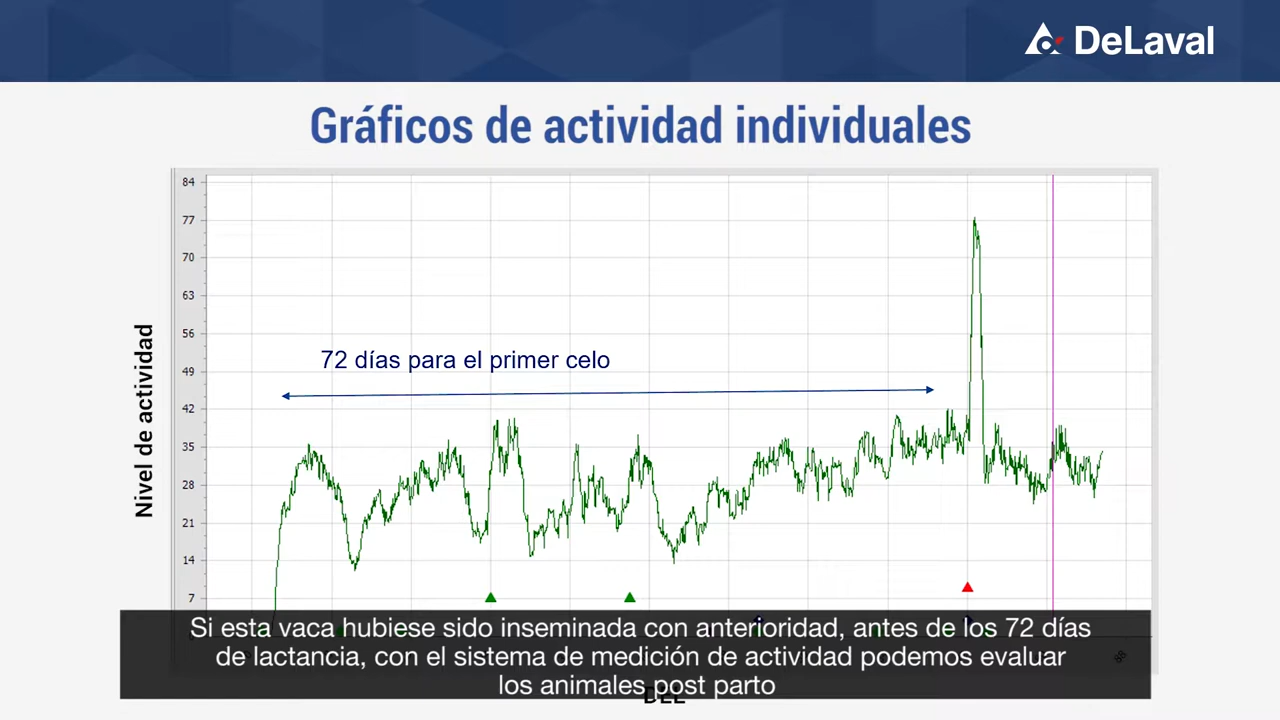 DeLaval
Gráficos de actividad individuales
84
77
70
63
56
49
42
35
28
21
14
7
Nivel de actividad
72 días para el primer celo
Si esta vaca hubiese sido inseminada con anterioridad, antes de los 72 días
de lactancia, con el sistema de medición de actividad podemos evaluar
los animales post parto
DEL